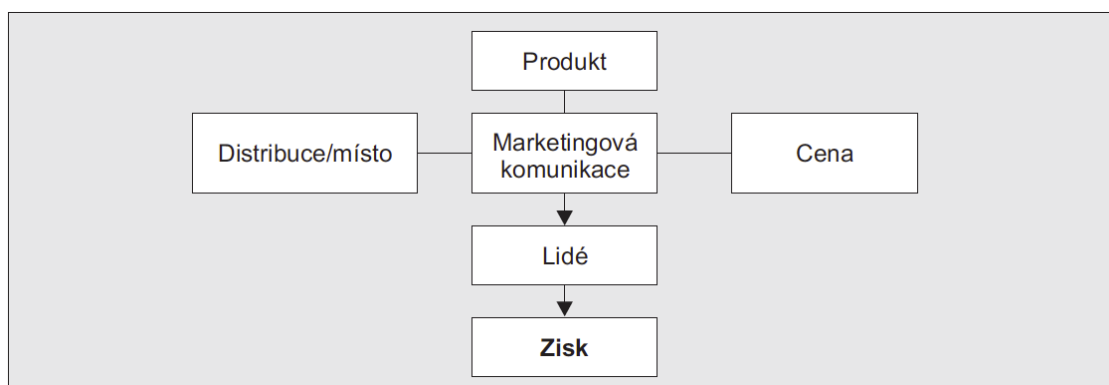 Produkt
Distribuce/místo
Marketingová
komunikace
Cena
Lidé
Zisk